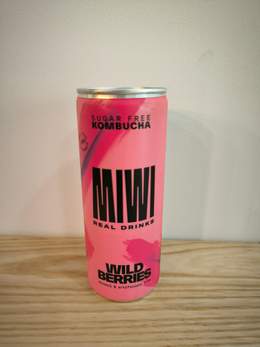 SUGAR FREE
KOMBUCHA
MIWI
REAL DRINKS
WILD
BERRIES